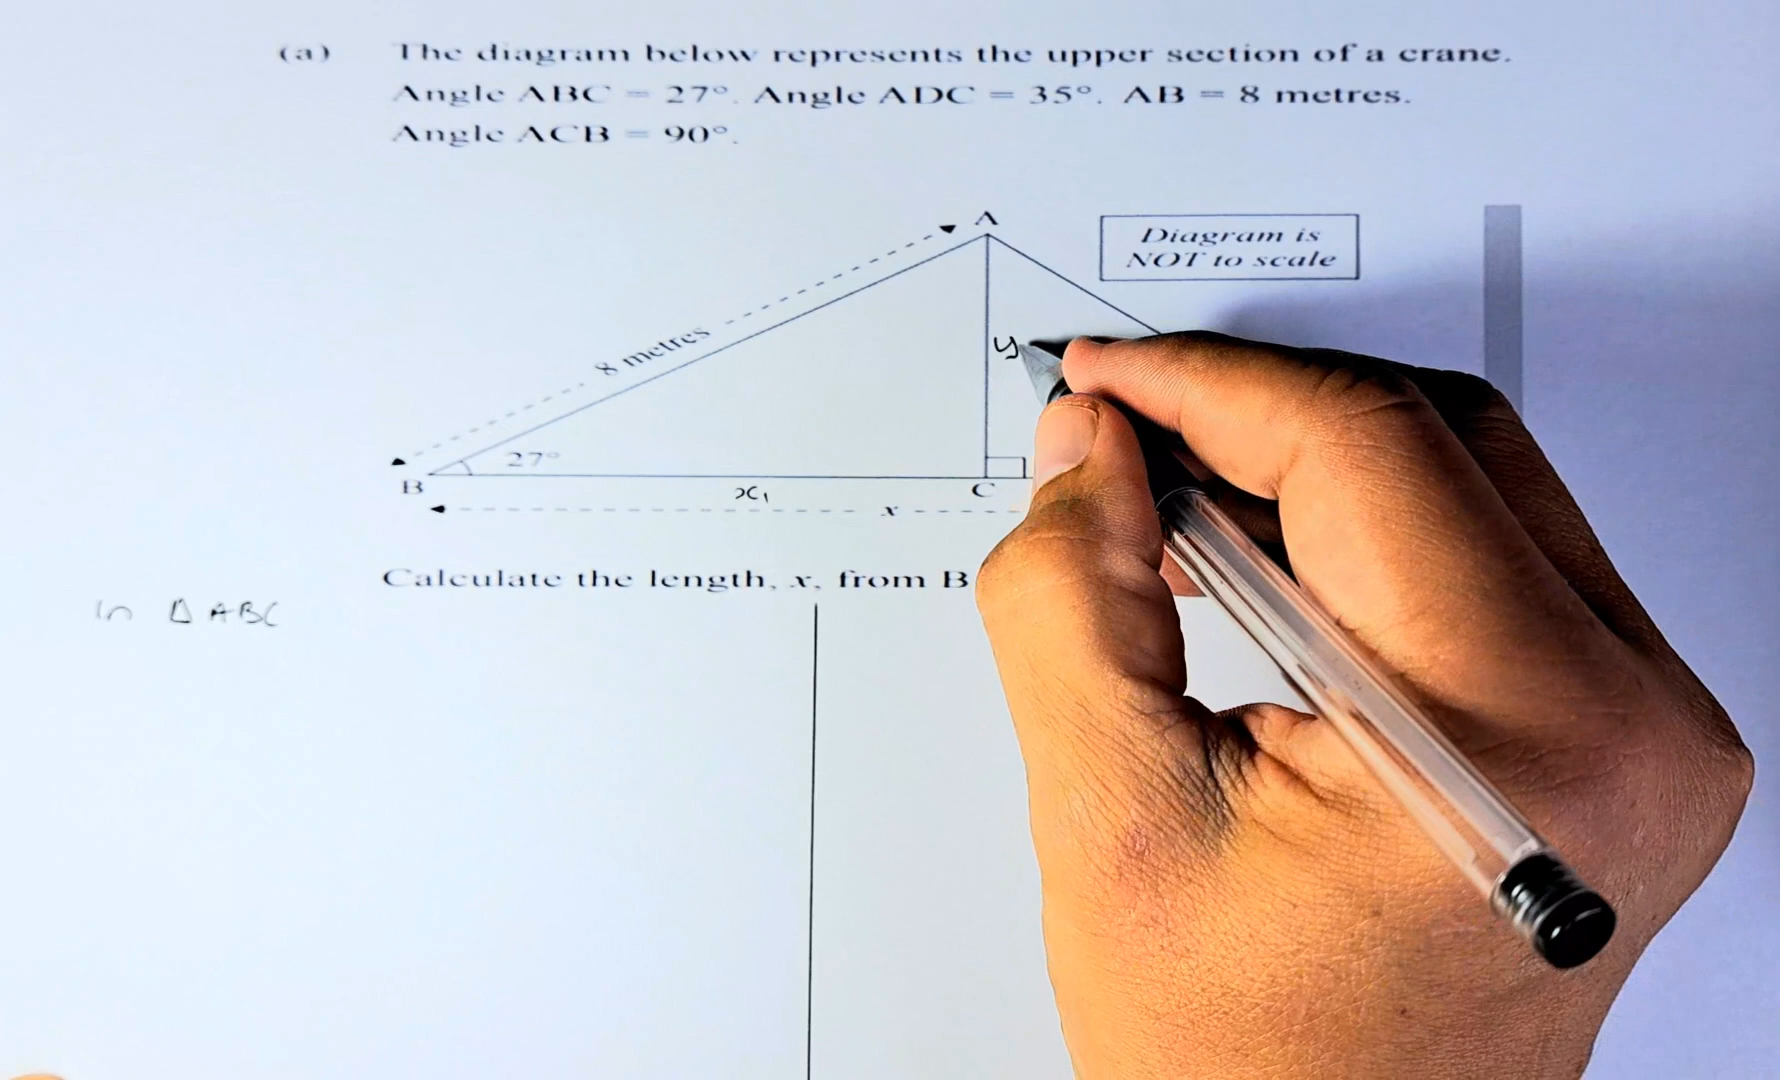 (a) The diagram below represents the upper section of a crane.
Angle ABC = 27°. Angle ADC = 35°. AB = 8 metres.
Angle ACB = 90°.
A
Diagram is
NOT to scale
8 metres
y
27°
B
x₁
C
x
Calculate the length, x, from B
In Δ ABC